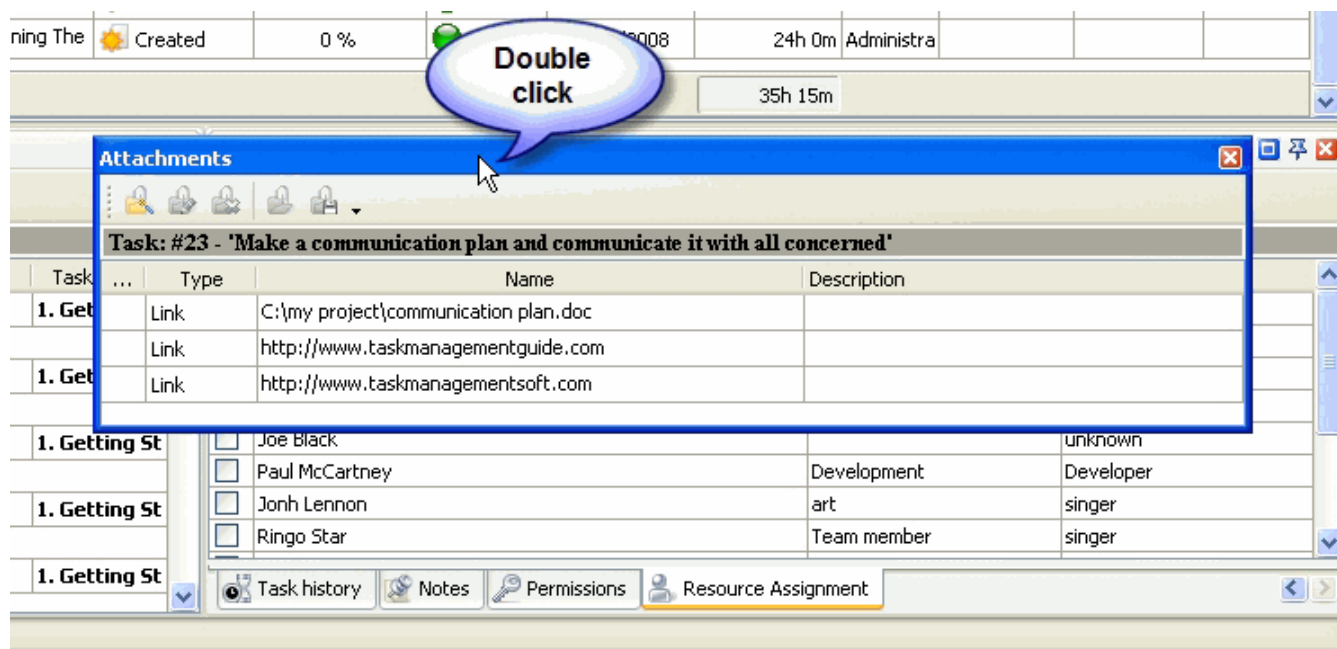 ning The Created 0 % 008 24h 0m Administra
Double
click
35h 15m
Attachments
Task: #23 - 'Make a communication plan and communicate it with all concerned'
Task ... Type Name Description
1. Get Link C:\my project\communication plan.doc
Link http://www.taskmanagementguide.com
1. Get Link http://www.taskmanagementsoft.com
1. Getting St Joe Black unknown
Paul McCartney Development Developer
1. Getting St Jonh Lennon art singer
Ringo Star Team member singer
1. Getting St Task history Notes Permissions Resource Assignment